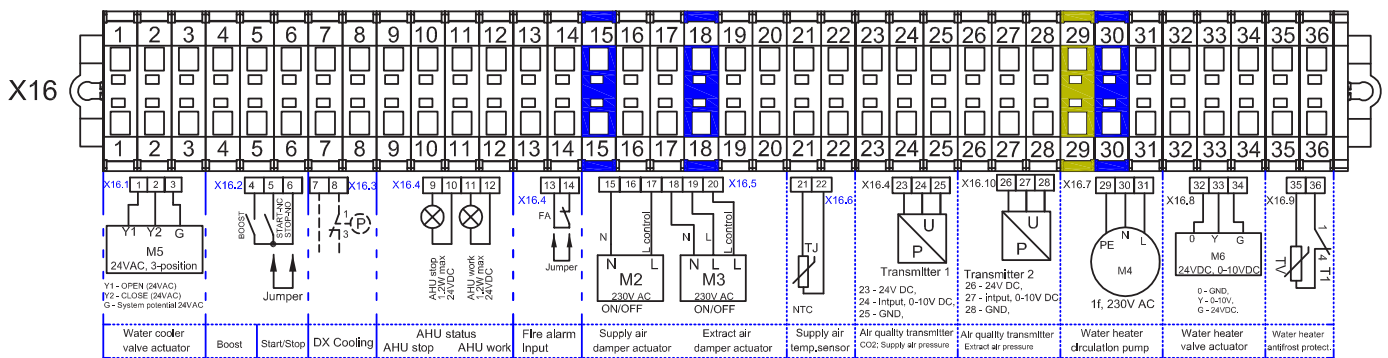 1 2 3 4 5 6 7 8 9 10 11 12 13 14 15 16 17 18 19 20 21 22 23 24 25 26 27 28 29 30 31 32 33 34 35 36
X16
1 2 3 4 5 6 7 8 9 10 11 12 13 14 15 16 17 18 19 20 21 22 23 24 25 26 27 28 29 30 31 32 33 34 35 36
X16.1
1 2 3
Y1 Y2 G
M5
24VAC, 3-position
Y1 - OPEN (24VAC)
Y2 - CLOSE (24VAC)
G - System potential 24VAC
Water cooler
valve actuator
X16.2
4 5 6
BOOST
START-NC
STOP-NO
Jumper
Boost
Start/Stop
7 8
X16.3
1
3
P
DX Cooling
X16.4
9 10 11 12
AHU stop
1,2W max
24VDC
AHU work
1,2W max
24VDC
AHU status
AHU stop AHU work
13 14
X16.4
FA
Jumper
Fire alarm
Input
15 16 17 18 19 20
X16.5
N
L control
N L
M2
230V AC
ON/OFF
N
L
L control
N L
M3
230V AC
ON/OFF
Supply air
damper actuator
Extract air
damper actuator
21 22
X16.6
TJ
NTC
Supply air
temp.sensor
X16.4
23 24 25
U
P
Transmitter 1
23 - 24V DC,
24 - Intput, 0-10V DC,
25 - GND,
Air quality transmitter
CO2; Supply air pressure
X16.10
26 27 28
U
P
Transmitter 2
26 - 24V DC,
27 - intput, 0-10V DC
28 - GND,
Air quality transmitter
Extract air pressure
X16.7
29 30 31
PE N L
M4
1f, 230V AC
Water heater
circulation pump
32 33 34
X16.8
0 Y G
M6
24VDC, 0-10VDC
0 - GND,
Y - 0-10V,
G - 24VDC.
Water heater
valve actuator
35 36
X16.9
TV
1
4
T1
Water heater
antifrost protect.